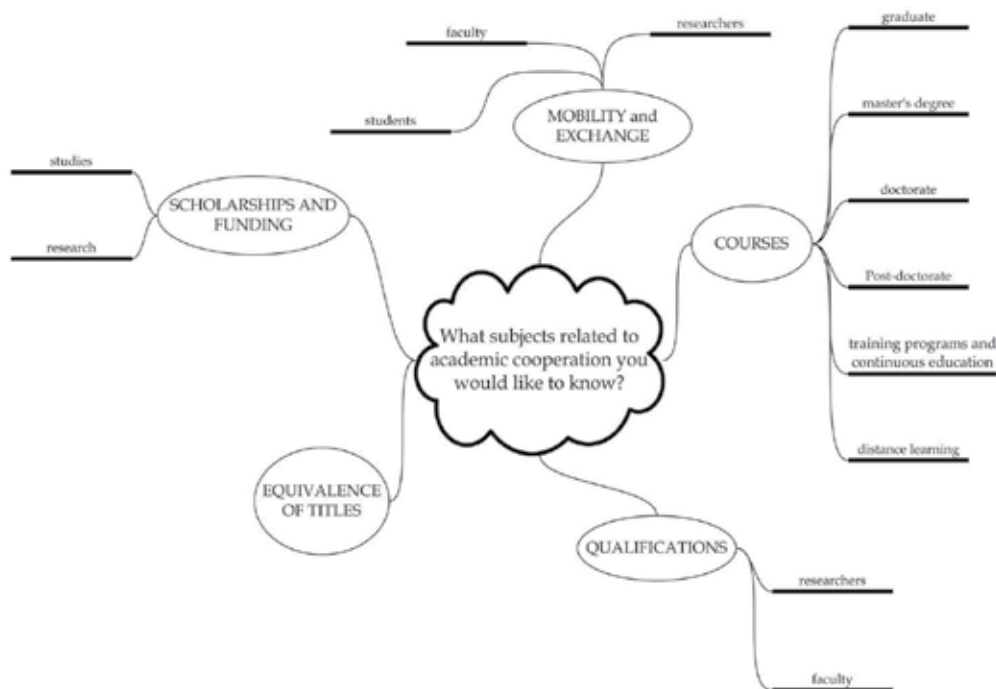 graduate
faculty
researchers
MOBILITY and
EXCHANGE
students
master's degree
studies
SCHOLARSHIPS AND
FUNDING
research
doctorate
COURSES
Post-doctorate
What subjects related to
academic cooperation you
would like to know?
training programs and
continuous education
distance learning
EQUIVALENCE
OF TITLES
QUALIFICATIONS
researchers
faculty